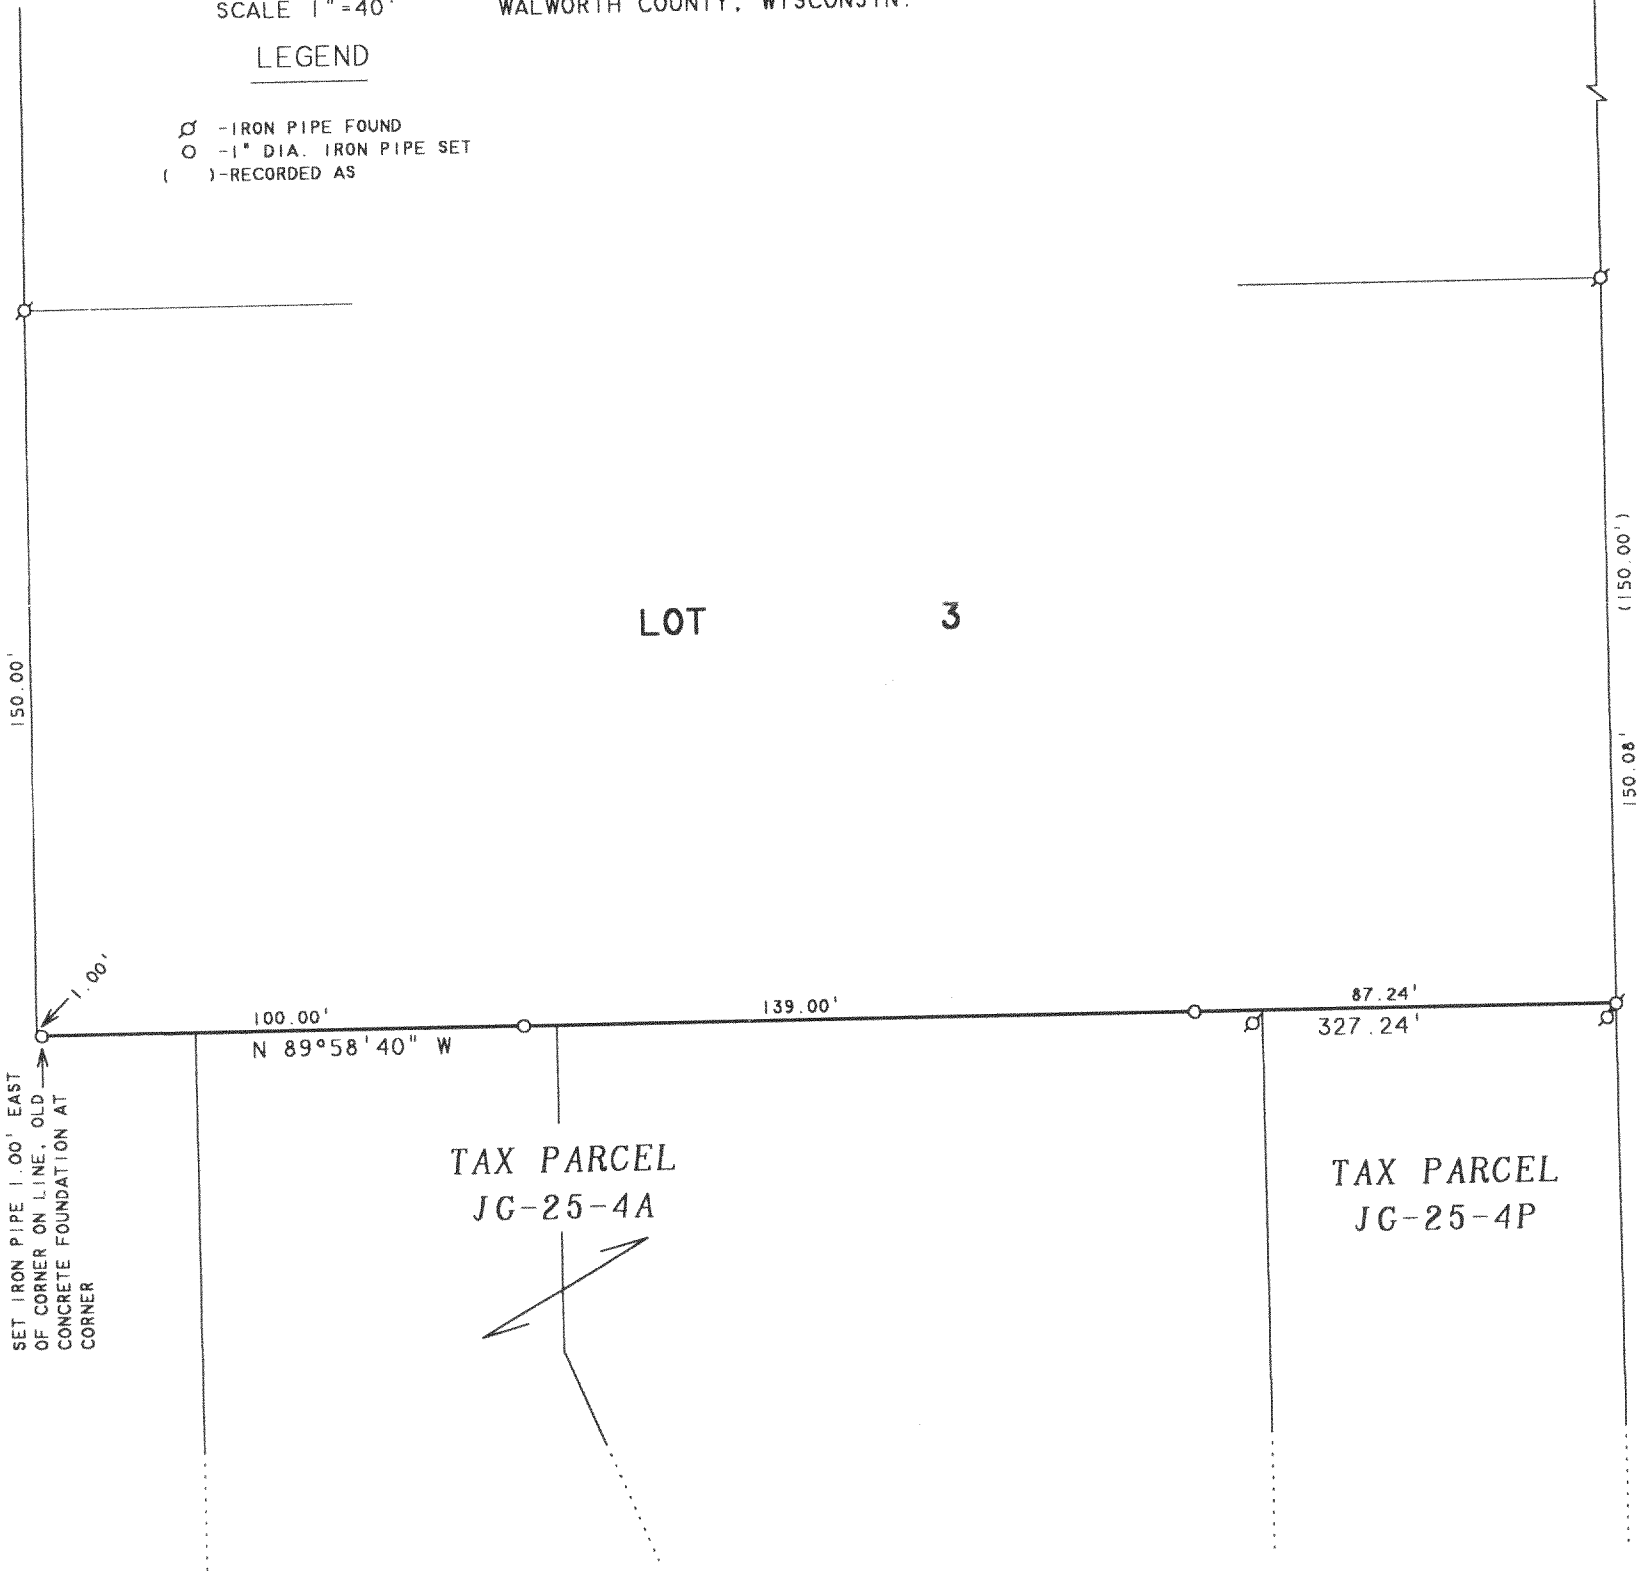 SCALE 1"=40'
WALWORTH COUNTY, WISCONSIN.
LEGEND
-IRON PIPE FOUND
-1" DIA. IRON PIPE SET
( )-RECORDED AS
(150.00')
LOT 3
150.00'
150.08'
1.00'
100.00'
139.00'
87.24'
N 89°58'40" W
327.24'
SET IRON PIPE 1.00' EAST
OF CORNER ON LINE, OLD
CONCRETE FOUNDATION AT
CORNER
TAX PARCEL
JG-25-4A
TAX PARCEL
JG-25-4P